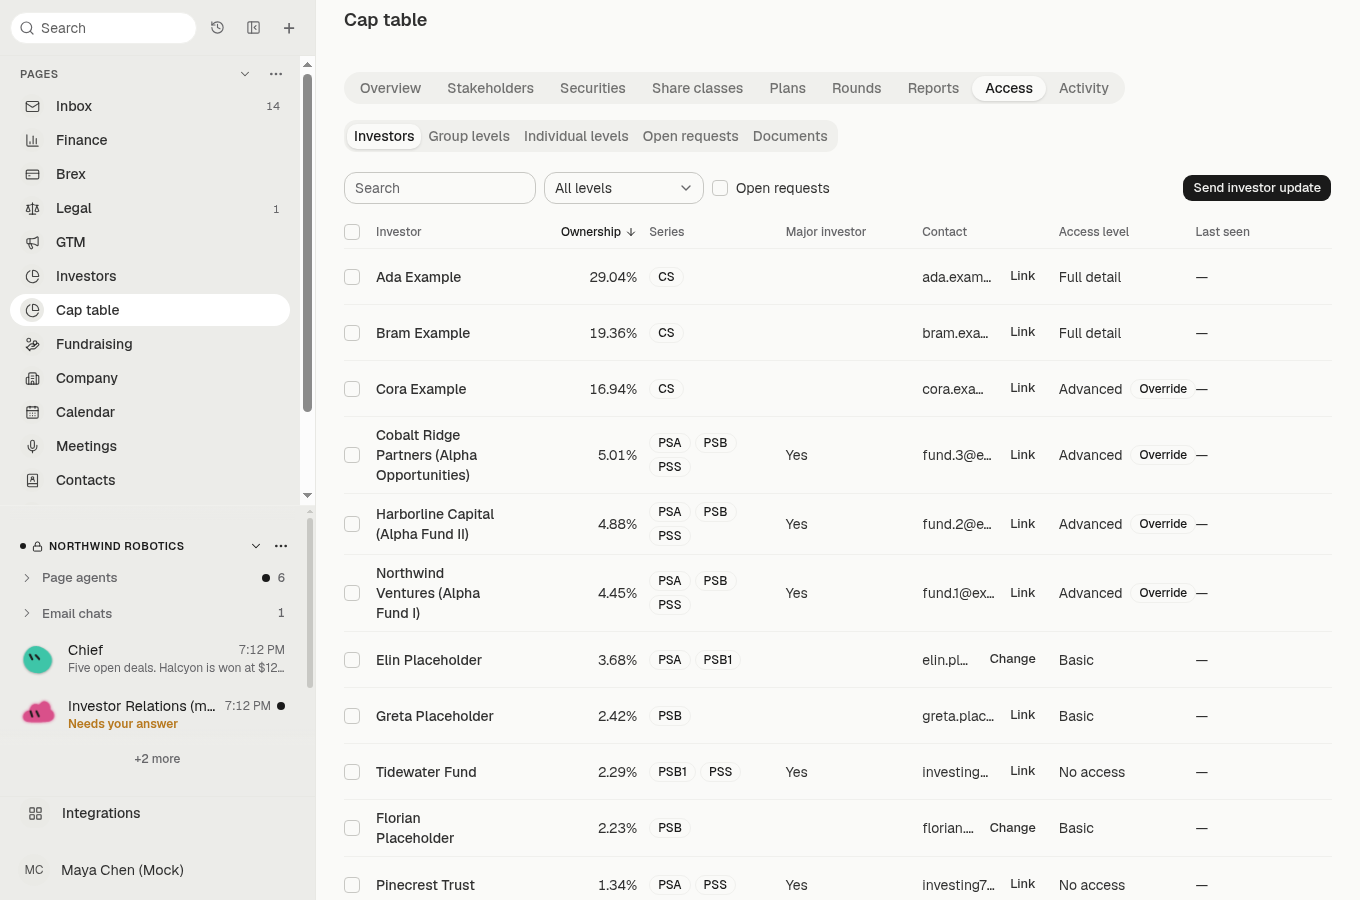 Search
PAGES
Inbox 14
Finance
Brex
Legal 1
GTM
Investors
Cap table
Fundraising
Company
Calendar
Meetings
Contacts
NORTHWIND ROBOTICS
Page agents 6
Email chats 1
Chief 7:12 PM
Five open deals. Halcyon is won at $12...
Investor Relations (m... 7:12 PM
Needs your answer
+2 more
Integrations
MC Maya Chen (Mock)
Cap table
Overview Stakeholders Securities Share classes Plans Rounds Reports Access Activity
Investors Group levels Individual levels Open requests Documents
Search All levels Open requests Send investor update
Investor Ownership ↓ Series Major investor Contact Access level Last seen
Ada Example 29.04% CS ada.exam... Link Full detail —
Bram Example 19.36% CS bram.exa... Link Full detail —
Cora Example 16.94% CS cora.exa... Link Advanced Override —
Cobalt Ridge
Partners (Alpha
Opportunities) 5.01% PSA PSB
PSS Yes fund.3@e... Link Advanced Override —
Harborline Capital
(Alpha Fund II) 4.88% PSA PSB
PSS Yes fund.2@e... Link Advanced Override —
Northwind
Ventures (Alpha
Fund I) 4.45% PSA PSB
PSS Yes fund.1@ex... Link Advanced Override —
Elin Placeholder 3.68% PSA PSB1 elin.pl... Change Basic —
Greta Placeholder 2.42% PSB greta.plac... Link Basic —
Tidewater Fund 2.29% PSB1 PSS Yes investing... Link No access —
Florian
Placeholder 2.23% PSB florian.... Change Basic —
Pinecrest Trust 1.34% PSA PSS Yes investing7... Link No access —